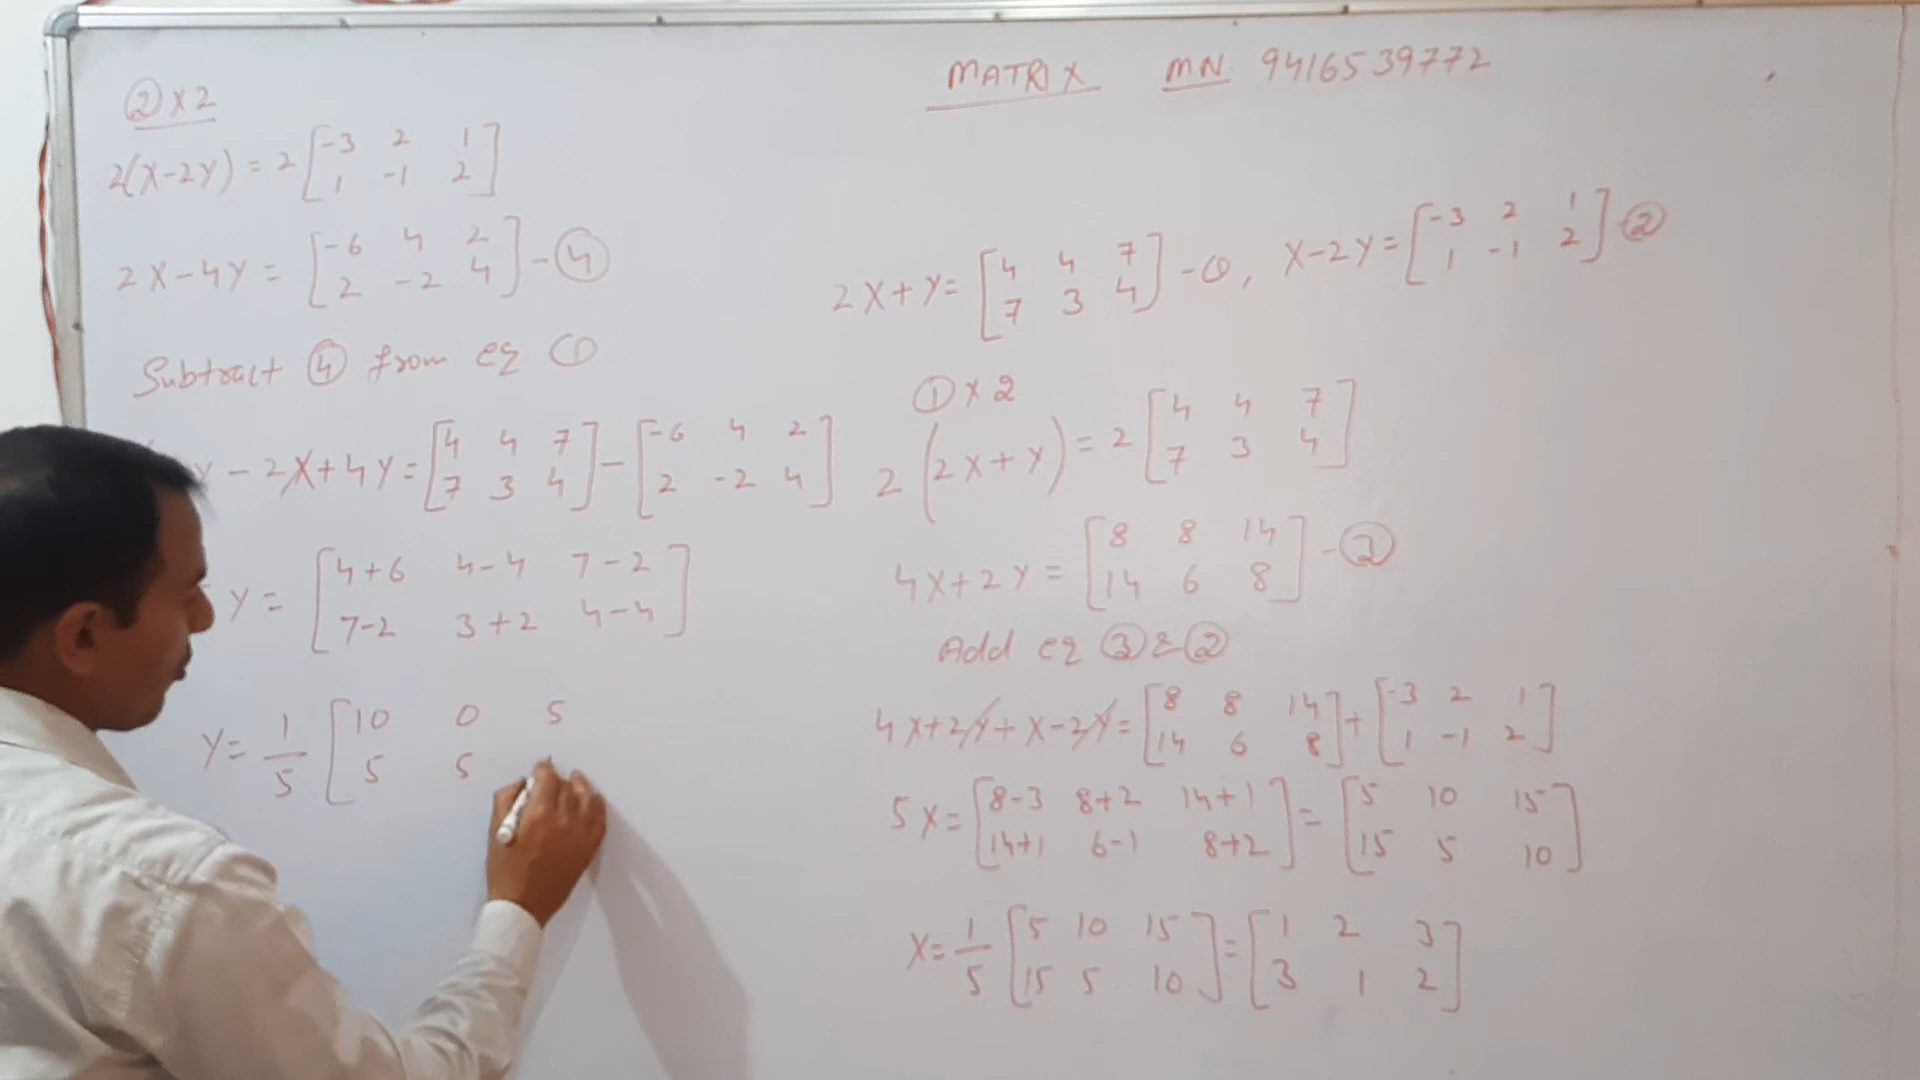 MATRIX MN 9416539772
② x 2
2(X-2Y) = 2 [-3 2 1
1 -1 2]
2X-4Y = [-6 4 2
2 -2 4] - ④
Subtract ④ from eq ①
Y - 2X+4Y = [4 4 7
7 3 4] - [-6 4 2
2 -2 4]
Y = [4+6 4-4 7-2
7-2 3+2 4-4]
Y = 1/5 [10 0 5
5 5
2X+Y = [4 4 7
7 3 4] - ①, X-2Y = [-3 2 1
1 -1 2] ②
① x 2
2(2X+Y) = 2 [4 4 7
7 3 4]
4X+2Y = [8 8 14
14 6 8] - ③
Add eq ③ & ②
4X+2Y+X-2Y = [8 8 14
14 6 8] + [-3 2 1
1 -1 2]
5X = [8-3 8+2 14+1
14+1 6-1 8+2] = [5 10 15
15 5 10]
X = 1/5 [5 10 15
15 5 10] = [1 2 3
3 1 2]